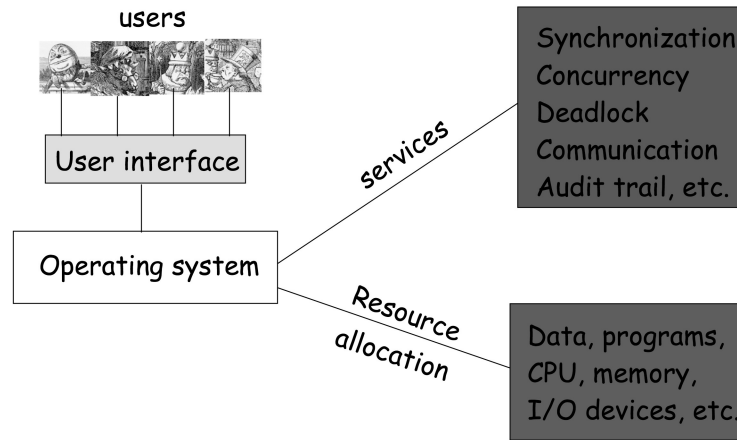 users
User interface
Operating system
services
Synchronization
Concurrency
Deadlock
Communication
Audit trail, etc.
Resource
allocation
Data, programs,
CPU, memory,
I/O devices, etc.